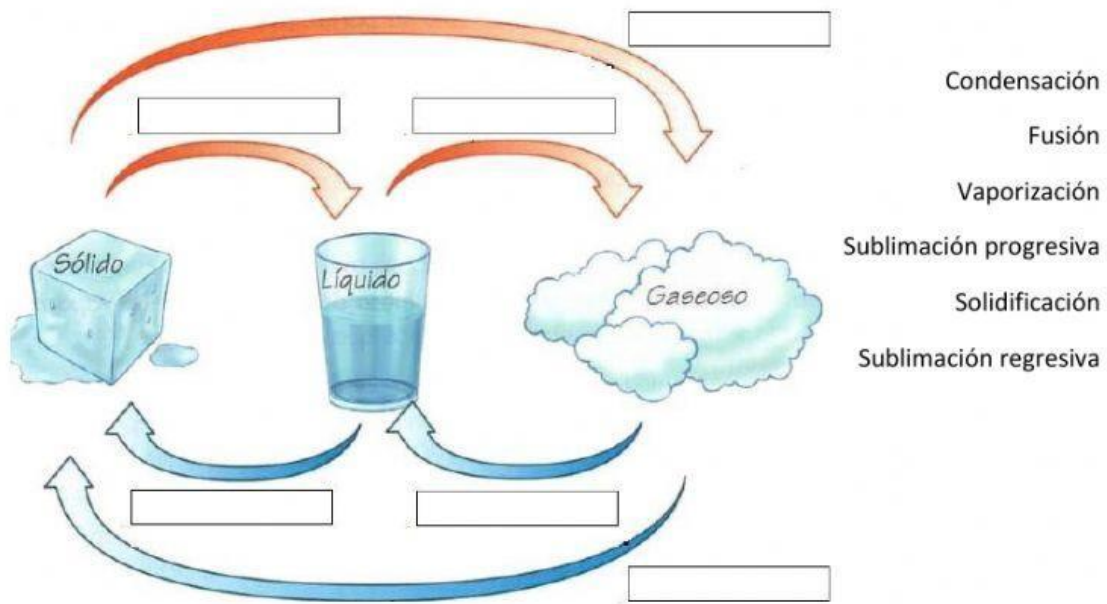 Sólido
Líquido
Gaseoso
Condensación
Fusión
Vaporización
Sublimación progresiva
Solidificación
Sublimación regresiva